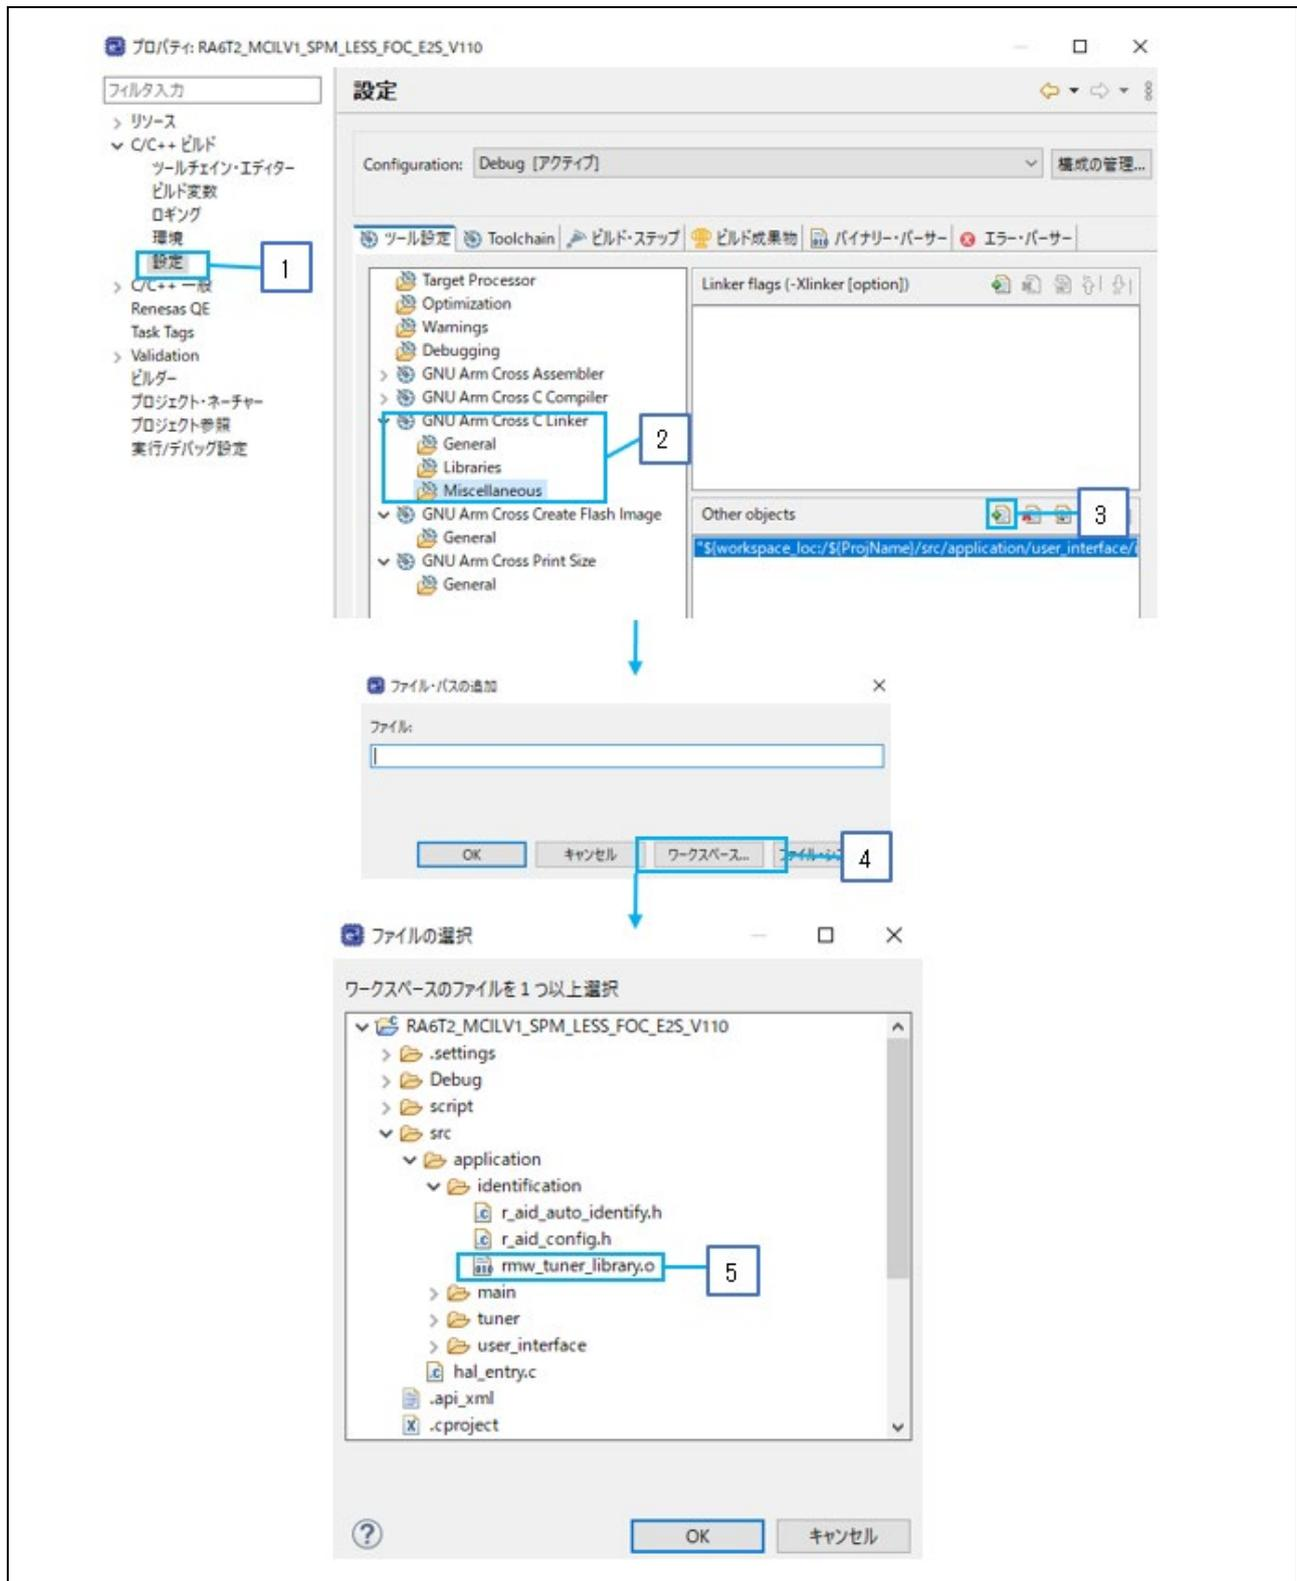 プロパティ: RA6T2_MCILV1_SPM_LESS_FOC_E2S_V110
フィルタ入力
設定
リソース
C/C++ ビルド
ツールチェイン・エディター
ビルド変数
ロギング
環境
設定
C/C++ 一般
Renesas QE
Task Tags
Validation
ビルダー
プロジェクト・ネーチャー
プロジェクト参照
実行/デバッグ設定
1
Configuration: Debug [アクティブ]
構成の管理...
ツール設定 Toolchain ビルド・ステップ ビルド成果物 バイナリー・パーサー エラー・パーサー
Target Processor
Optimization
Warnings
Debugging
GNU Arm Cross Assembler
GNU Arm Cross C Compiler
GNU Arm Cross C Linker
General
Libraries
Miscellaneous
GNU Arm Cross Create Flash Image
General
GNU Arm Cross Print Size
General
2
Linker flags (-Xlinker [option])
Other objects
3
"${workspace_loc:/${ProjName}/src/application/user_interface/i
ファイル・パスの追加
ファイル:
OK キャンセル ワークスペース...
4
ファイルの選択
ワークスペースのファイルを 1 つ以上選択
RA6T2_MCILV1_SPM_LESS_FOC_E2S_V110
.settings
Debug
script
src
application
identification
r_aid_auto_identify.h
r_aid_config.h
rmw_tuner_library.o
5
main
tuner
user_interface
hal_entry.c
.api_xml
.cproject
OK キャンセル